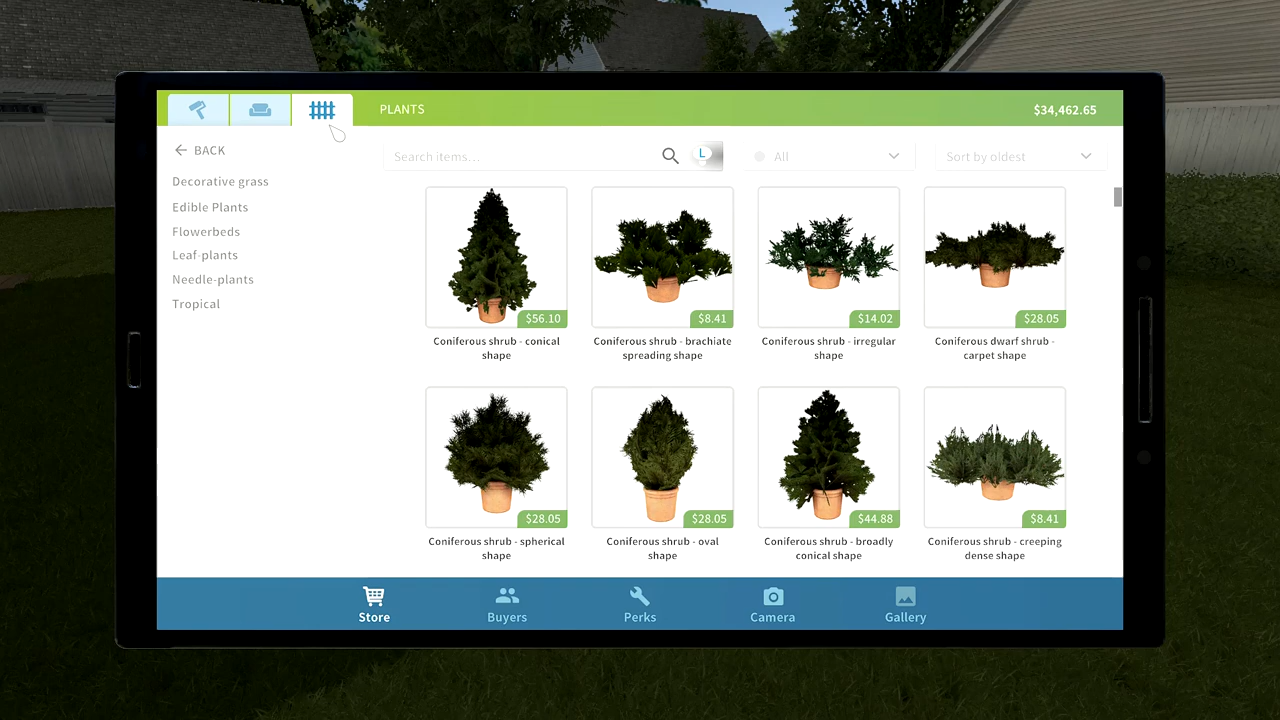 PLANTS
$34,462.65
BACK
Search items...
L
All
Sort by oldest
Decorative grass
Edible Plants
Flowerbeds
Leaf-plants
Needle-plants
Tropical
$56.10
$8.41
$14.02
$28.05
Coniferous shrub - conical
shape
Coniferous shrub - brachiate
spreading shape
Coniferous shrub - irregular
shape
Coniferous dwarf shrub -
carpet shape
$28.05
$28.05
$44.88
$8.41
Coniferous shrub - spherical
shape
Coniferous shrub - oval
shape
Coniferous shrub - broadly
conical shape
Coniferous shrub - creeping
dense shape
Store
Buyers
Perks
Camera
Gallery